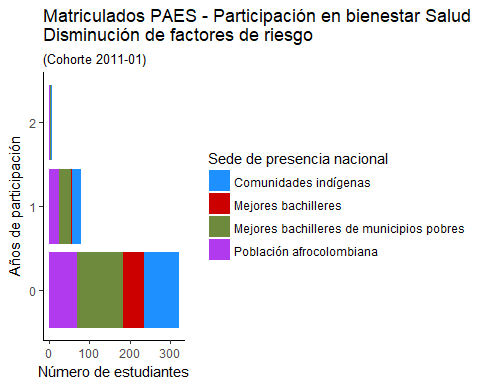 Matriculados PAES - Participación en bienestar Salud
Disminución de factores de riesgo
(Cohorte 2011-01)
Años de participación
2
1
0
0 100 200 300
Número de estudiantes
Sede de presencia nacional
Comunidades indígenas
Mejores bachilleres
Mejores bachilleres de municipios pobres
Población afrocolombiana